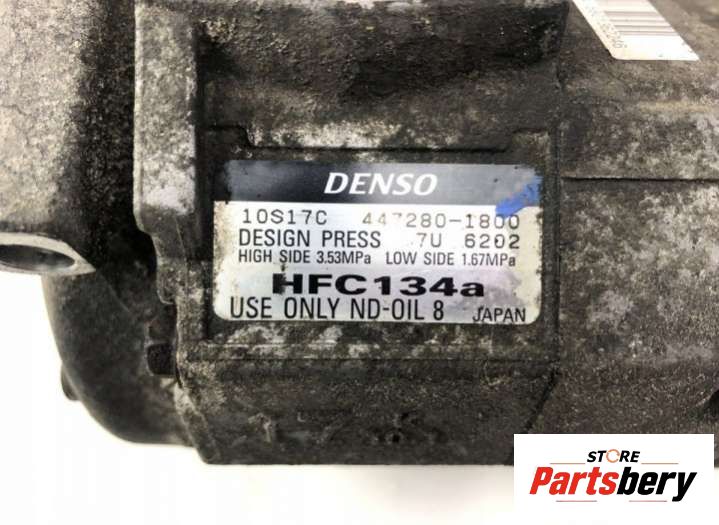 DENSO
10S17C 447280-1800
DESIGN PRESS 7U 6202
HIGH SIDE 3.53MPa LOW SIDE 1.67MPa
HFC134a
USE ONLY ND-OIL 8 JAPAN
STORE
Partsbery